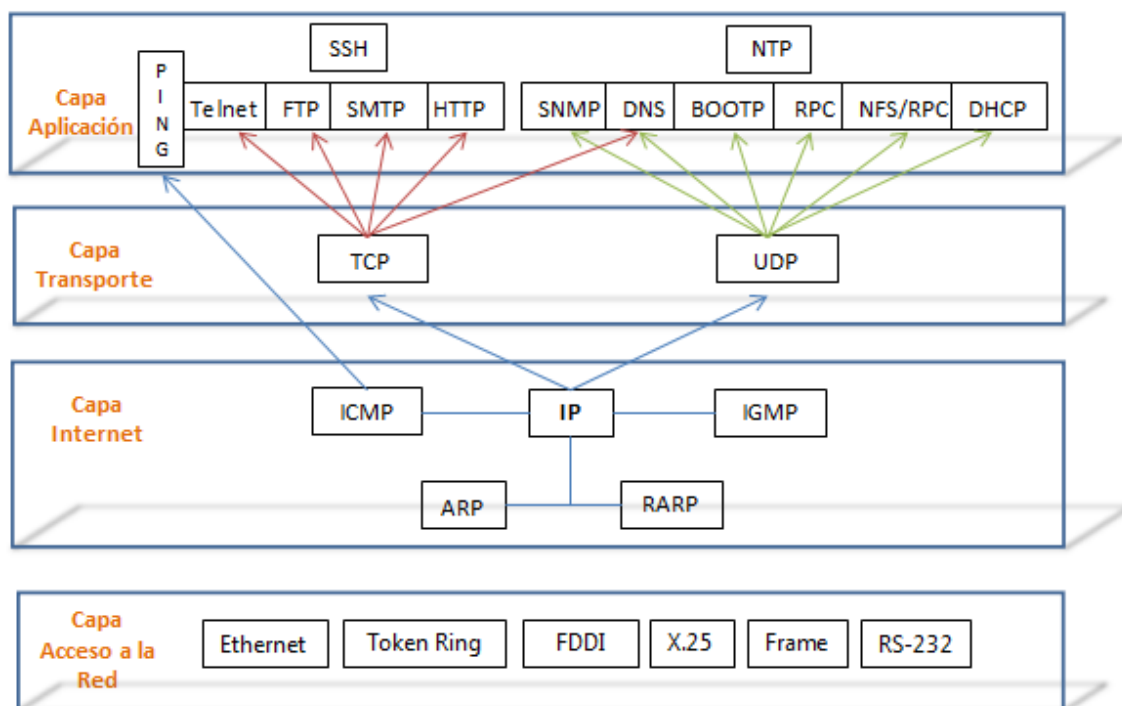 SSH
NTP
PING
Capa
Aplicación
Telnet FTP SMTP HTTP
SNMP DNS BOOTP RPC NFS/RPC DHCP
Capa
Transporte
TCP
UDP
Capa
Internet
ICMP
IP
IGMP
ARP
RARP
Capa
Acceso a la
Red
Ethernet
Token Ring
FDDI
X.25
Frame
RS-232